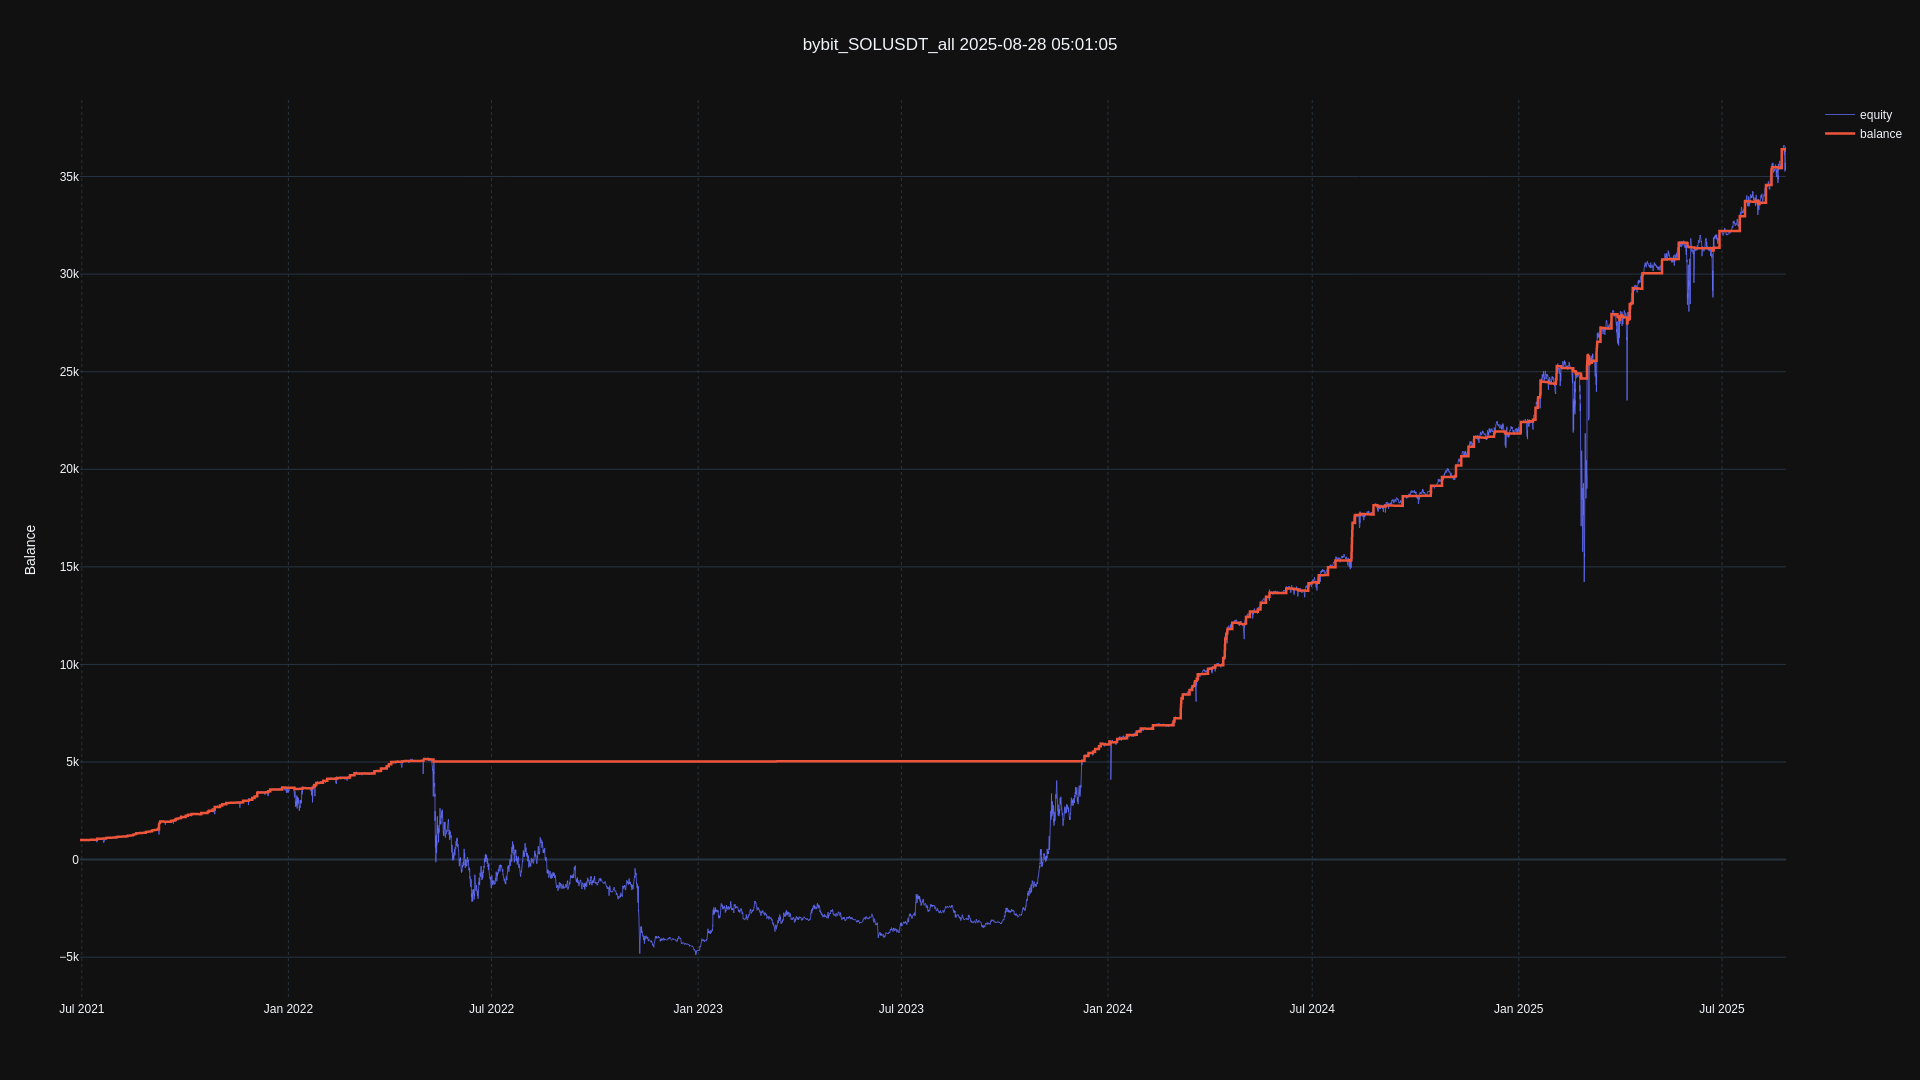 bybit_SOLUSDT_all 2025-08-28 05:01:05
equity
balance
35k
30k
25k
20k
15k
10k
5k
0
−5k
Balance
Jul 2021
Jan 2022
Jul 2022
Jan 2023
Jul 2023
Jan 2024
Jul 2024
Jan 2025
Jul 2025